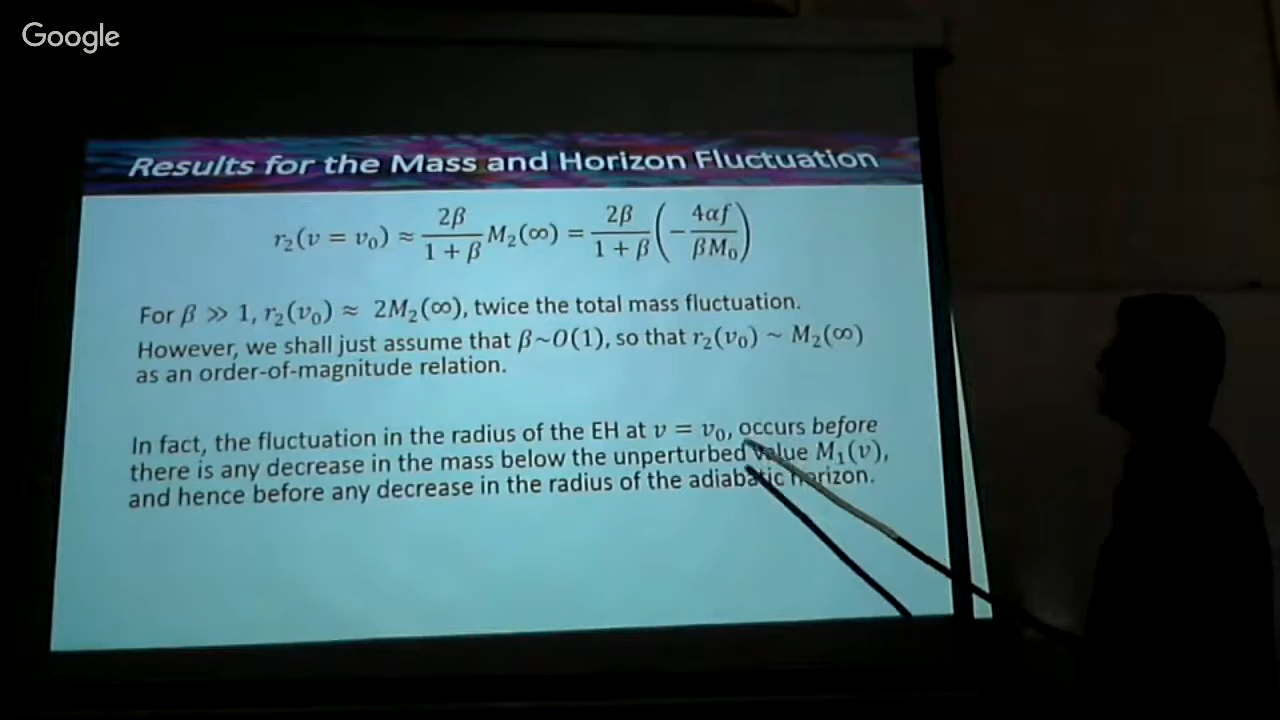 Google
Results for the Mass and Horizon Fluctuation
r₂(v = v₀) ≈ 2β/(1 + β) M₂(∞) = 2β/(1 + β) (− 4αf/(βM₀))
For β ≫ 1, r₂(v₀) ≈ 2M₂(∞), twice the total mass fluctuation.
However, we shall just assume that β~O(1), so that r₂(v₀) ~ M₂(∞)
as an order-of-magnitude relation.
In fact, the fluctuation in the radius of the EH at v = v₀, occurs before
there is any decrease in the mass below the unperturbed value M₁(v),
and hence before any decrease in the radius of the adiabatic horizon.